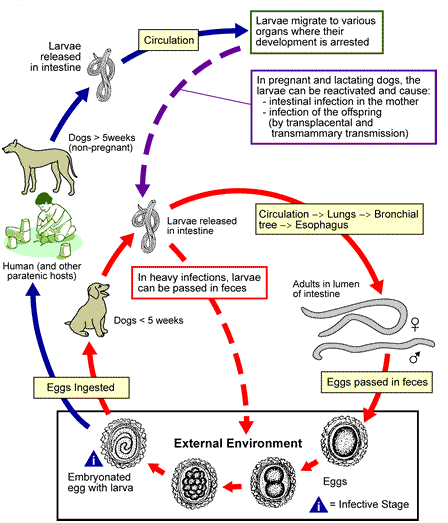 Larvae
released
in intestine
Circulation
Larvae migrate to various
organs where their
development is arrested
In pregnant and lactating dogs, the
larvae can be reactivated and cause:
- intestinal infection in the mother
- infection of the offspring
(by transplacental and
transmammary transmission)
Dogs > 5weeks
(non-pregnant)
Larvae released
in intestine
Circulation –> Lungs –> Bronchial
tree –> Esophagus
Human (and other
paratenic hosts)
In heavy infections, larvae
can be passed in feces
Adults in lumen
of intestine
♀
♂
Dogs < 5 weeks
Eggs Ingested
Eggs passed in feces
External Environment
i
Embryonated
egg with larva
Eggs
i = Infective Stage